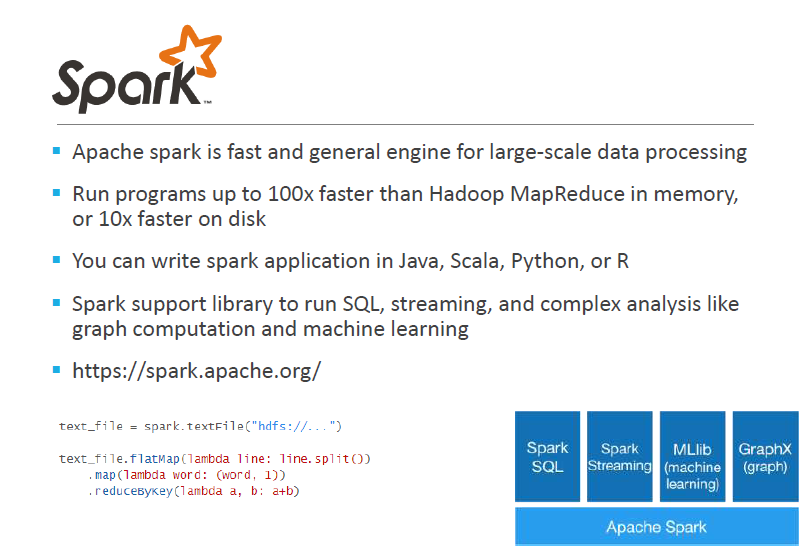 Spark™
Apache spark is fast and general engine for large-scale data processing
Run programs up to 100x faster than Hadoop MapReduce in memory,
or 10x faster on disk
You can write spark application in Java, Scala, Python, or R
Spark support library to run SQL, streaming, and complex analysis like
graph computation and machine learning
https://spark.apache.org/
text_file = spark.textFile("hdfs://...")
text_file.flatMap(lambda line: line.split())
.map(lambda word: (word, 1))
.reduceByKey(lambda a, b: a+b)
Spark
SQL
Spark
Streaming
MLlib
(machine
learning)
GraphX
(graph)
Apache Spark